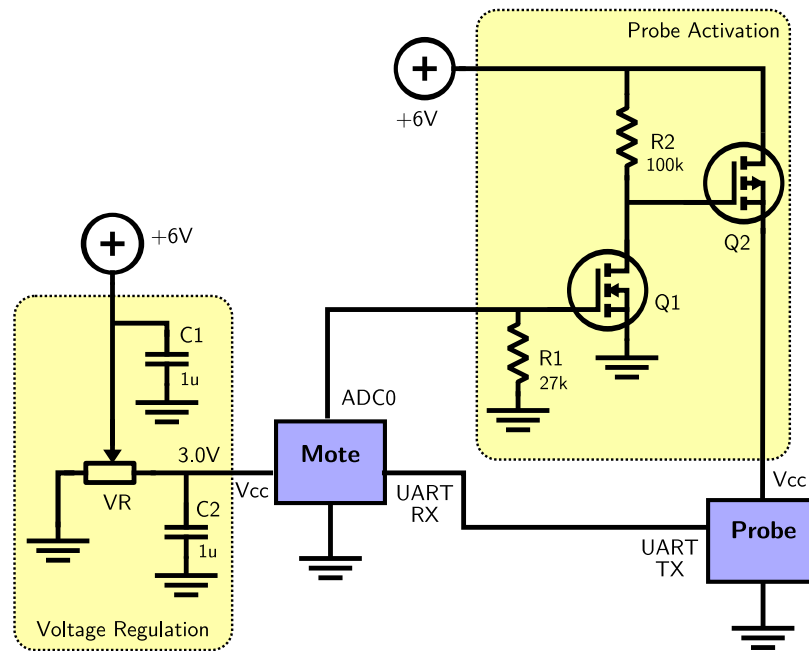 Probe Activation
+6V
R2
100k
Q2
+6V
Q1
C1
1u
R1
27k
ADC0
3.0V
Mote
Vcc
VR
UART
RX
C2
1u
Vcc
Probe
UART
TX
Voltage Regulation